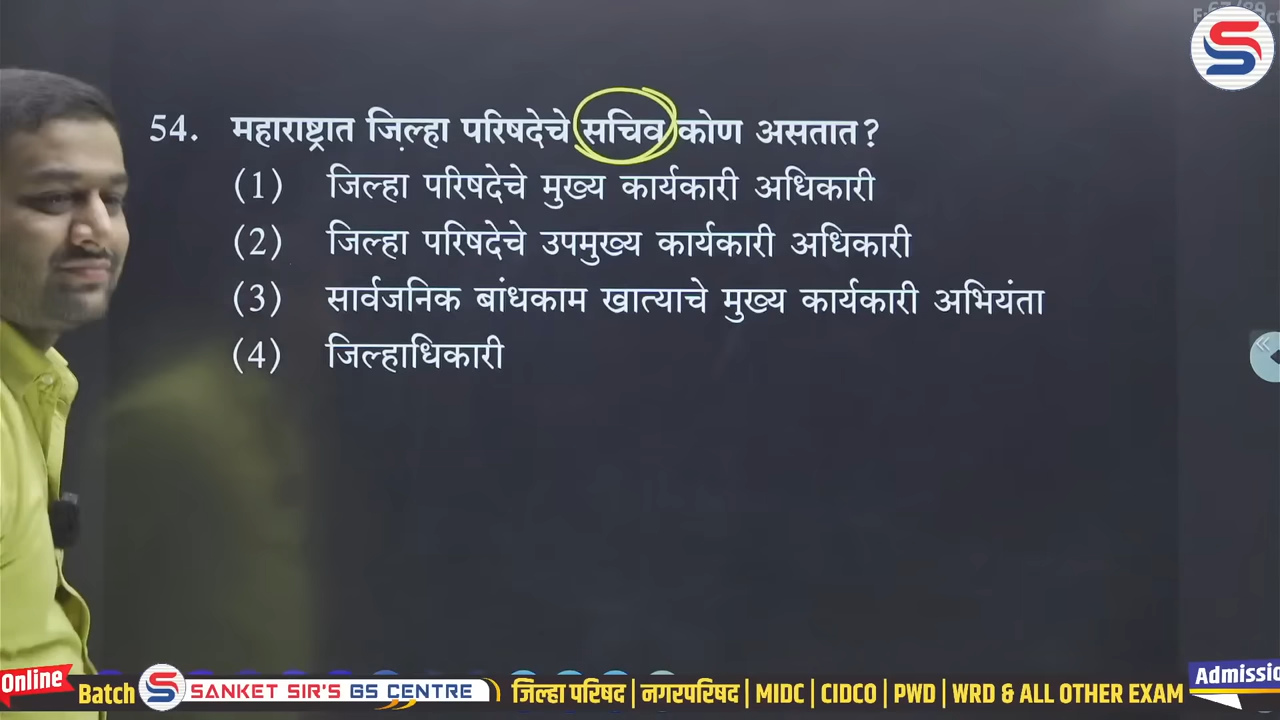 54. महाराष्ट्रात जिल्हा परिषदेचे सचिव कोण असतात?
(1) जिल्हा परिषदेचे मुख्य कार्यकारी अधिकारी
(2) जिल्हा परिषदेचे उपमुख्य कार्यकारी अधिकारी
(3) सार्वजनिक बांधकाम खात्याचे मुख्य कार्यकारी अभियंता
(4) जिल्हाधिकारी
Online Batch SANKET SIR'S GS CENTRE जिल्हा परिषद | नगरपरिषद | MIDC | CIDCO | PWD | WRD & ALL OTHER EXAM Admissio